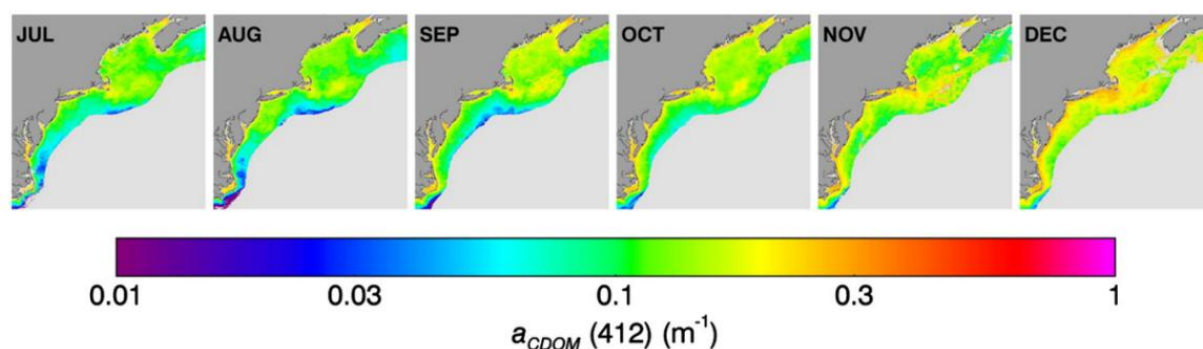 JUL AUG SEP OCT NOV DEC
0.01 0.03 0.1 0.3 1
a_CDOM (412) (m⁻¹)